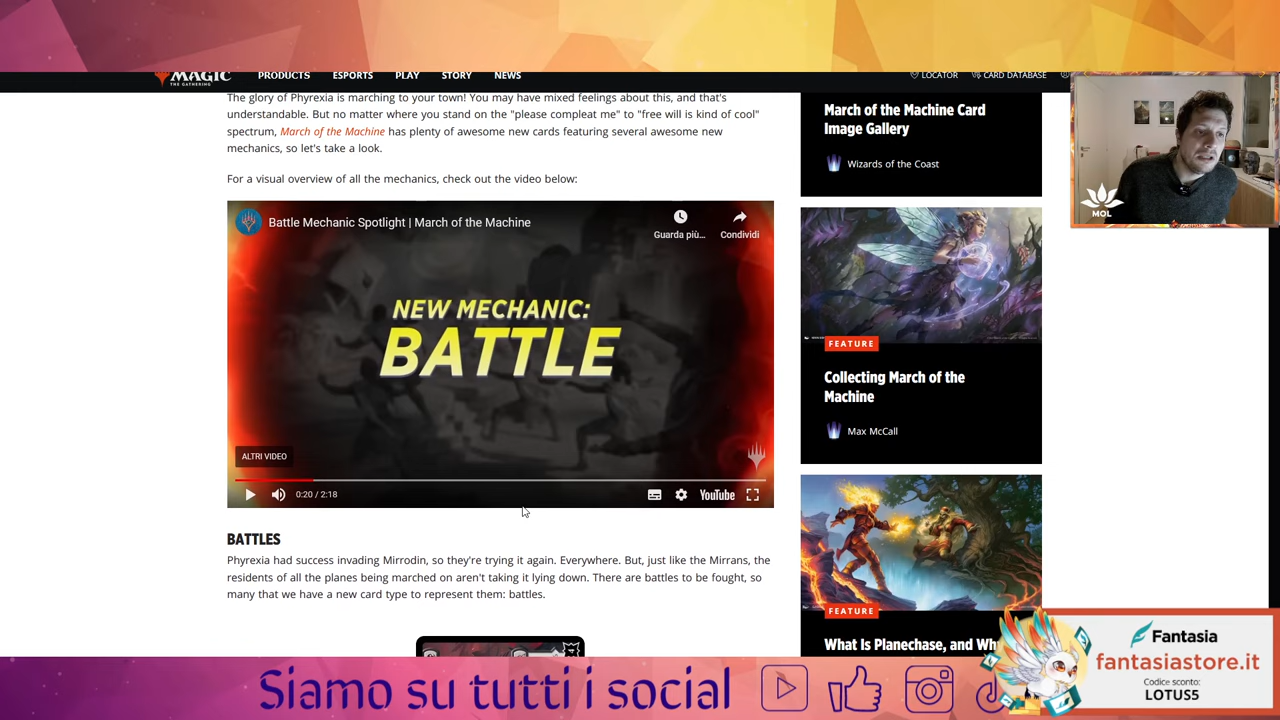 MAGIC
THE GATHERING
PRODUCTS ESPORTS PLAY STORY NEWS
LOCATOR CARD DATABASE
The glory of Phyrexia is marching to your town! You may have mixed feelings about this, and that's
understandable. But no matter where you stand on the "please compleat me" to "free will is kind of cool"
spectrum, March of the Machine has plenty of awesome new cards featuring several awesome new
mechanics, so let's take a look.
For a visual overview of all the mechanics, check out the video below:
Battle Mechanic Spotlight | March of the Machine
Guarda più...
Condividi
NEW MECHANIC:
BATTLE
ALTRI VIDEO
0:20 / 2:18
YouTube
BATTLES
Phyrexia had success invading Mirrodin, so they're trying it again. Everywhere. But, just like the Mirrans, the
residents of all the planes being marched on aren't taking it lying down. There are battles to be fought, so
many that we have a new card type to represent them: battles.
March of the Machine Card
Image Gallery
Wizards of the Coast
FEATURE
Collecting March of the
Machine
Max McCall
FEATURE
What Is Planechase, and
MOL
Fantasia
fantasiastore.it
Codice sconto:
LOTUS5
Siamo su tutti i social